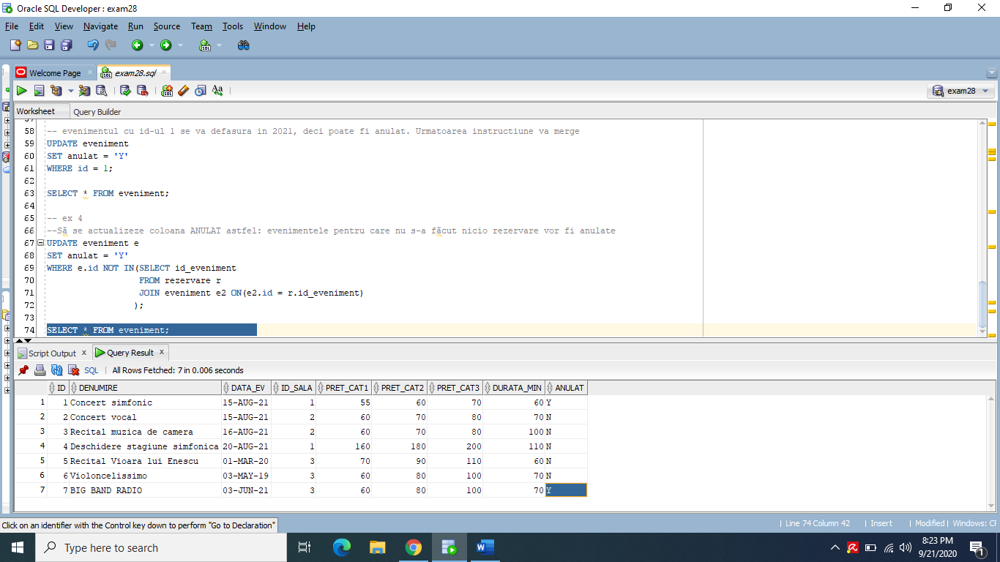 Oracle SQL Developer : exam28
File Edit View Navigate Run Source Team Tools Window Help
Welcome Page exam28.sql
exam28
Worksheet Query Builder
58 -- evenimentul cu id-ul 1 se va defasura in 2021, deci poate fi anulat. Urmatoarea instructiune va merge
59 UPDATE eveniment
60 SET anulat = 'Y'
61 WHERE id = 1;
62
63 SELECT * FROM eveniment;
64
65 -- ex 4
66 --Să se actualizeze coloana ANULAT astfel: evenimentele pentru care nu s-a făcut nicio rezervare vor fi anulate
67 UPDATE eveniment e
68 SET anulat = 'Y'
69 WHERE e.id NOT IN(SELECT id_eveniment
70 FROM rezervare r
71 JOIN eveniment e2 ON(e2.id = r.id_eveniment)
72 );
73
74 SELECT * FROM eveniment;
Script Output x Query Result x
SQL | All Rows Fetched: 7 in 0.006 seconds
ID DENUMIRE DATA_EV ID_SALA PRET_CAT1 PRET_CAT2 PRET_CAT3 DURATA_MIN ANULAT
1 1 Concert simfonic 15-AUG-21 1 55 60 70 60 Y
2 2 Concert vocal 15-AUG-21 2 60 70 80 70 N
3 3 Recital muzica de camera 16-AUG-21 2 60 70 80 100 N
4 4 Deschidere stagiune simfonica 20-AUG-21 1 160 180 200 110 N
5 5 Recital Vioara lui Enescu 01-MAR-20 3 70 90 110 60 N
6 6 Violoncelissimo 03-MAY-19 3 60 80 100 70 N
7 7 BIG BAND RADIO 03-JUN-21 3 60 80 100 70 Y
Click on an identifier with the Control key down to perform "Go to Declaration"
| Line 74 Column 42 | Insert | Modified | Windows: CF
Type here to search
8:23 PM
9/21/2020
1